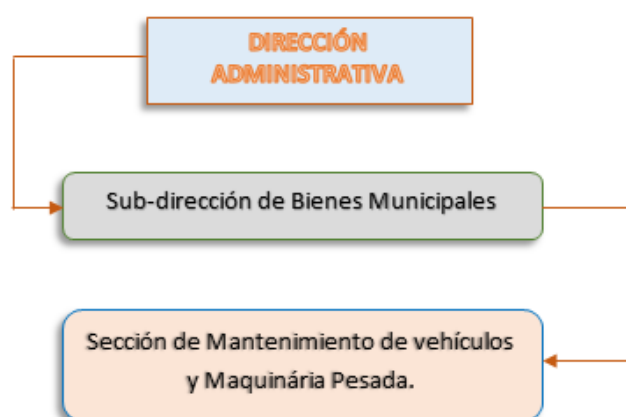 DIRECCIÓN
ADMINISTRATIVA
Sub-dirección de Bienes Municipales
Sección de Mantenimiento de vehículos
y Maquinária Pesada.